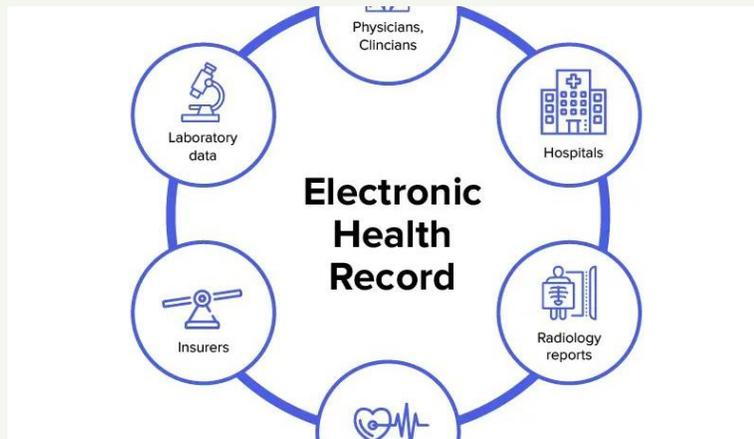 Physicians,
Clincians
Laboratory
data
Hospitals
Electronic
Health
Record
Insurers
Radiology
reports